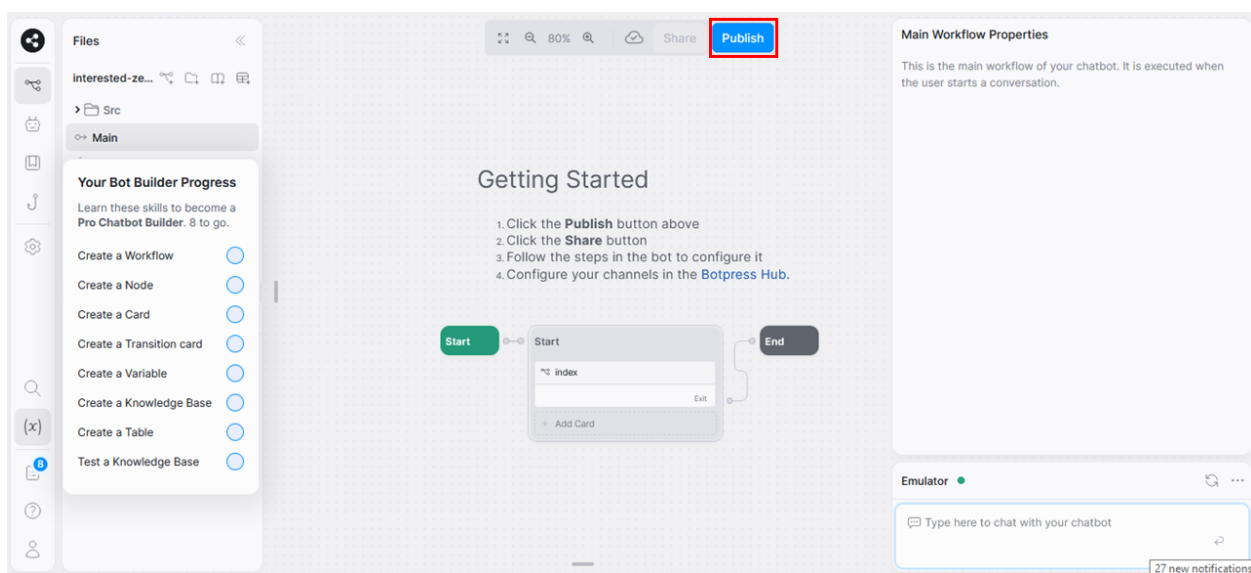 Files
interested-ze...
Src
Main
Your Bot Builder Progress
Learn these skills to become a
Pro Chatbot Builder. 8 to go.
Create a Workflow
Create a Node
Create a Card
Create a Transition card
Create a Variable
Create a Knowledge Base
Create a Table
Test a Knowledge Base
(x)
8
80%
Share
Publish
Getting Started
1. Click the Publish button above
2. Click the Share button
3. Follow the steps in the bot to configure it
4. Configure your channels in the Botpress Hub.
Start
Start
index
Exit
+ Add Card
End
Main Workflow Properties
This is the main workflow of your chatbot. It is executed when
the user starts a conversation.
Emulator
Type here to chat with your chatbot
27 new notifications